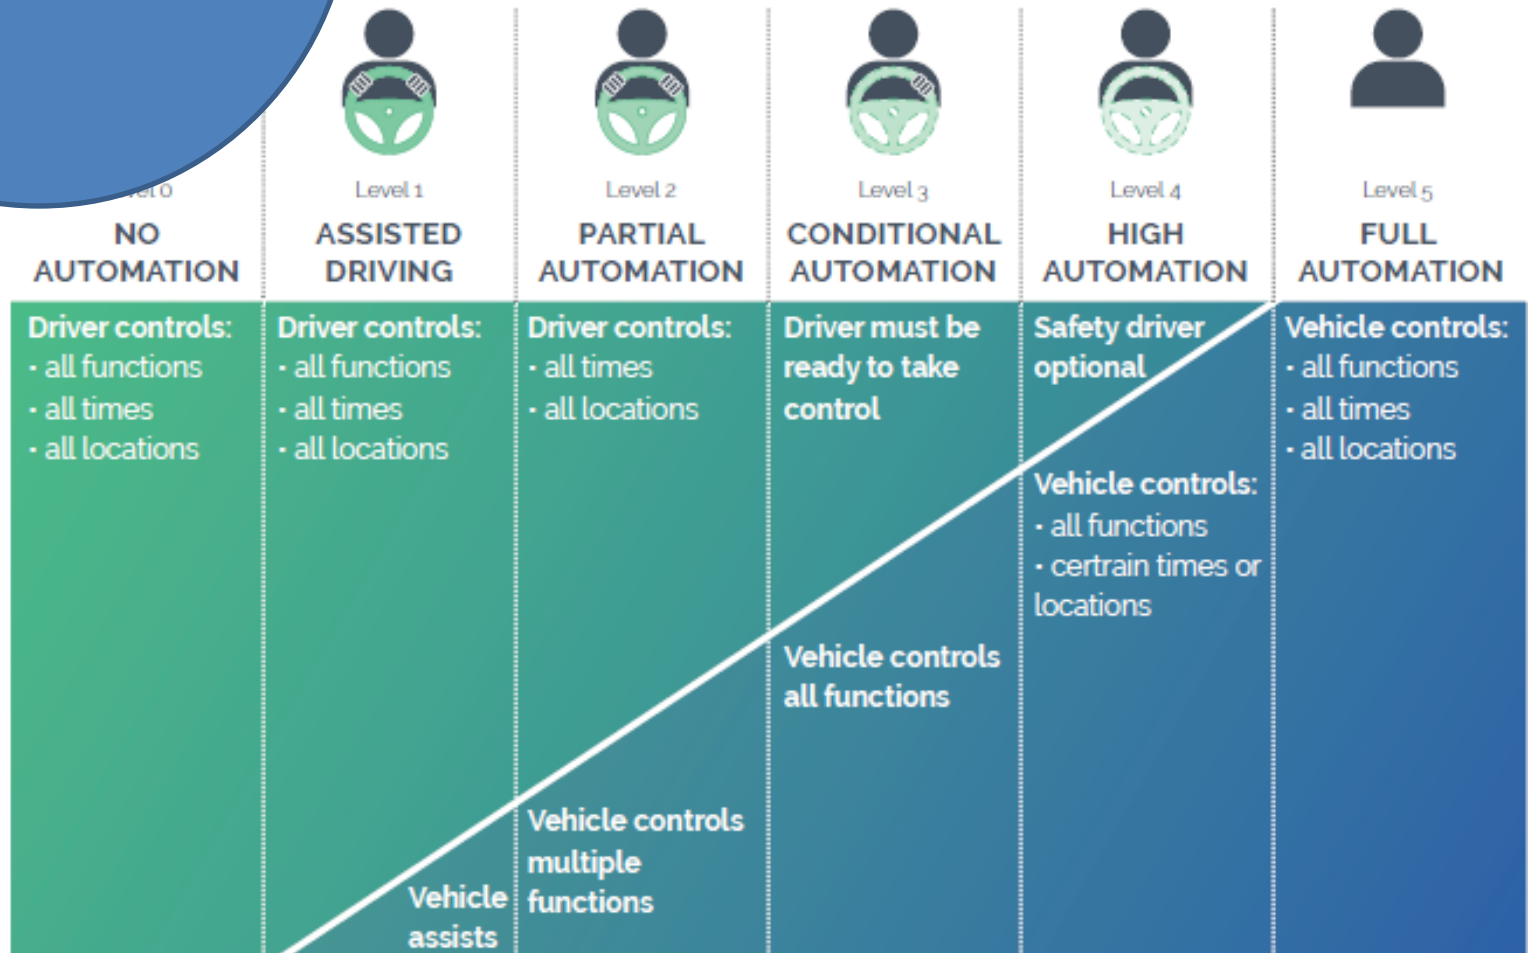 0
NO
AUTOMATION
Driver controls:
· all functions
· all times
· all locations
Level 1
ASSISTED
DRIVING
Driver controls:
· all functions
· all times
· all locations
Vehicle
assists
Level 2
PARTIAL
AUTOMATION
Driver controls:
· all times
· all locations
Vehicle controls
multiple
functions
Level 3
CONDITIONAL
AUTOMATION
Driver must be
ready to take
control
Vehicle controls
all functions
Level 4
HIGH
AUTOMATION
Safety driver
optional
Vehicle controls:
· all functions
· certrain times or
locations
Level 5
FULL
AUTOMATION
Vehicle controls:
· all functions
· all times
· all locations